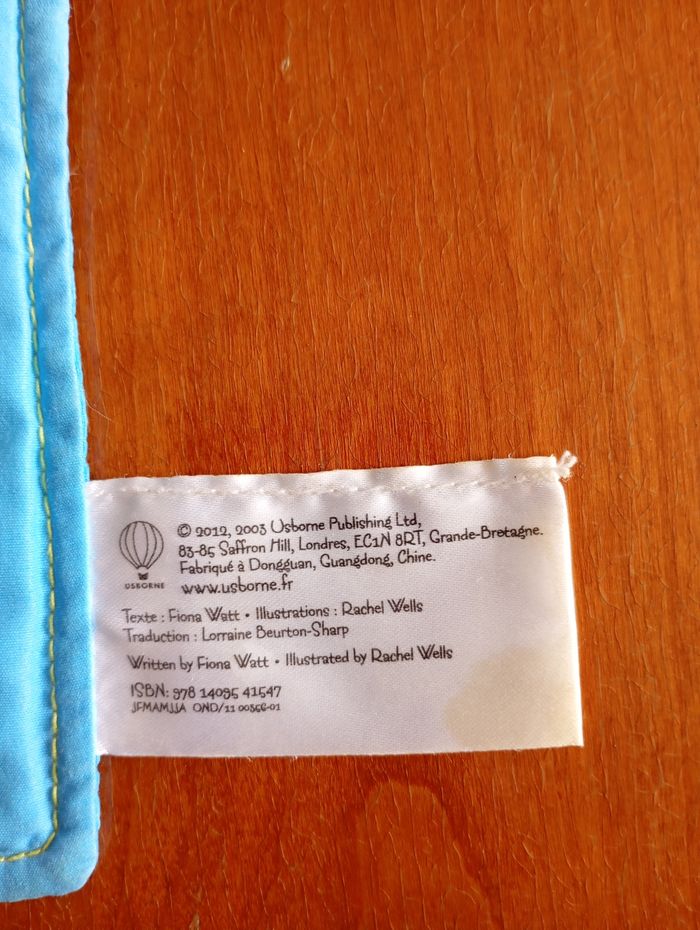 USBORNE
© 2012, 2003 Usborne Publishing Ltd,
83-85 Saffron Hill, Londres, EC1N 8RT, Grande-Bretagne.
Fabriqué à Dongguan, Guangdong, Chine.
www.usborne.fr
Texte : Fiona Watt • Illustrations : Rachel Wells
Traduction : Lorraine Beurton-Sharp
Written by Fiona Watt • Illustrated by Rachel Wells
ISBN: 978 14095 41547
JFMAMJJA OND/11 00356-01